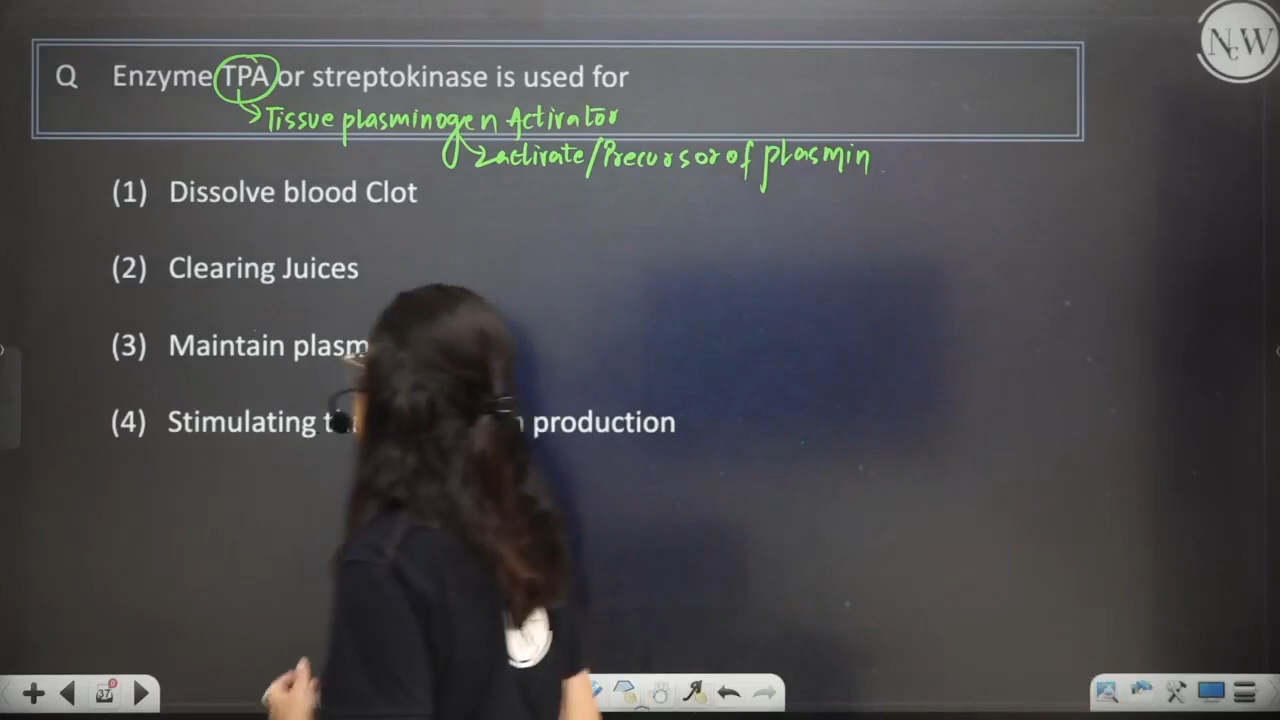 NcW
Q Enzyme TPA or streptokinase is used for
Tissue plasminogen Activator
activate/Precursor of plasmin
(1) Dissolve blood Clot
(2) Clearing Juices
(3) Maintain
(4) Stimulating production
37